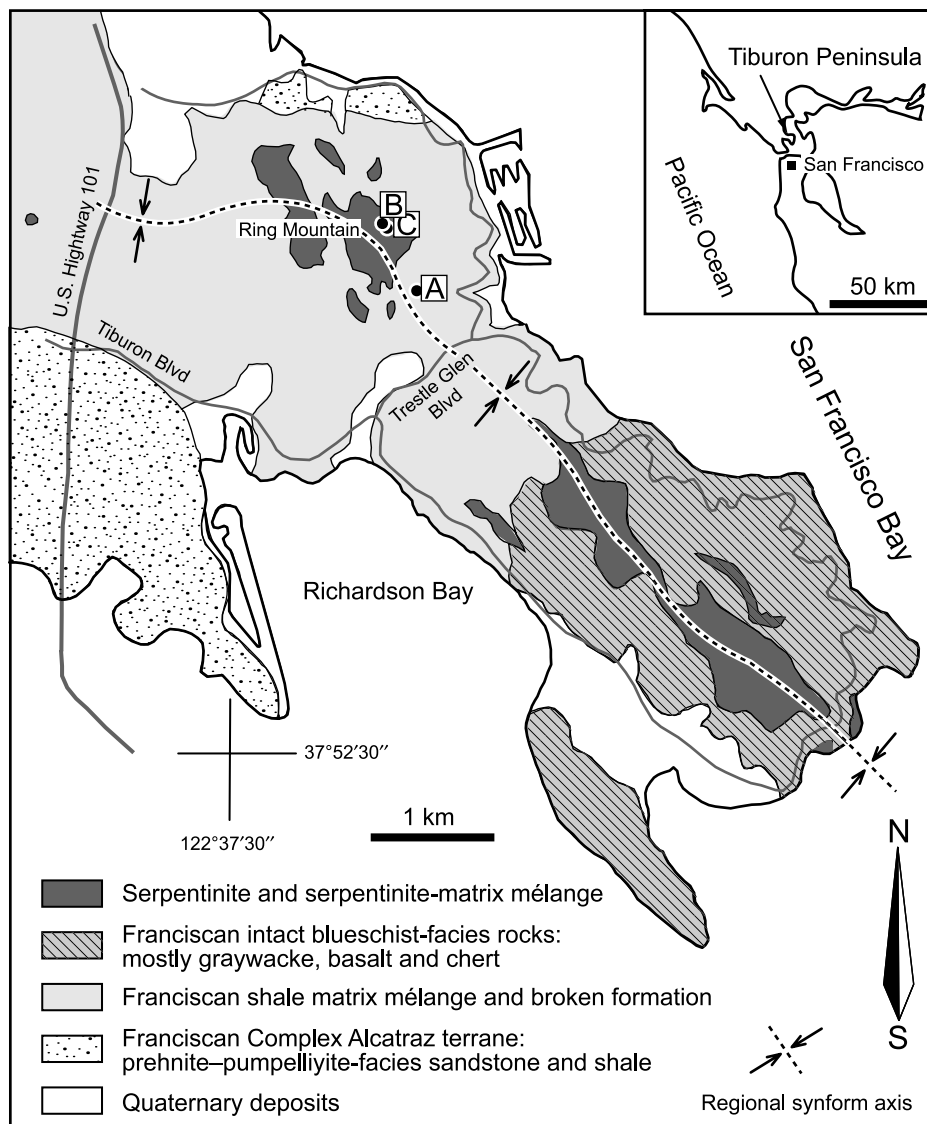 Tiburon Peninsula
San Francisco
Pacific Ocean
50 km
U.S. Hightway 101
B
C
Ring Mountain
A
Tiburon Blvd
Trestle Glen
Blvd
San Francisco Bay
Richardson Bay
37°52′30′′
122°37′30′′
1 km
N
S
Serpentinite and serpentinite-matrix mélange
Franciscan intact blueschist-facies rocks:
mostly graywacke, basalt and chert
Franciscan shale matrix mélange and broken formation
Franciscan Complex Alcatraz terrane:
prehnite–pumpelliyite-facies sandstone and shale
Quaternary deposits
Regional synform axis